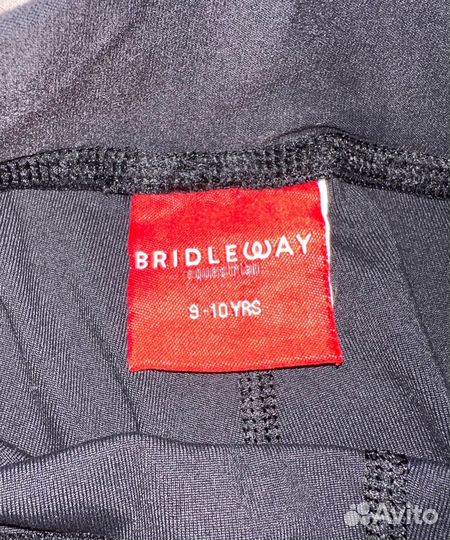 BRIDLEWAY
equestrian
9-10 YRS
Avito